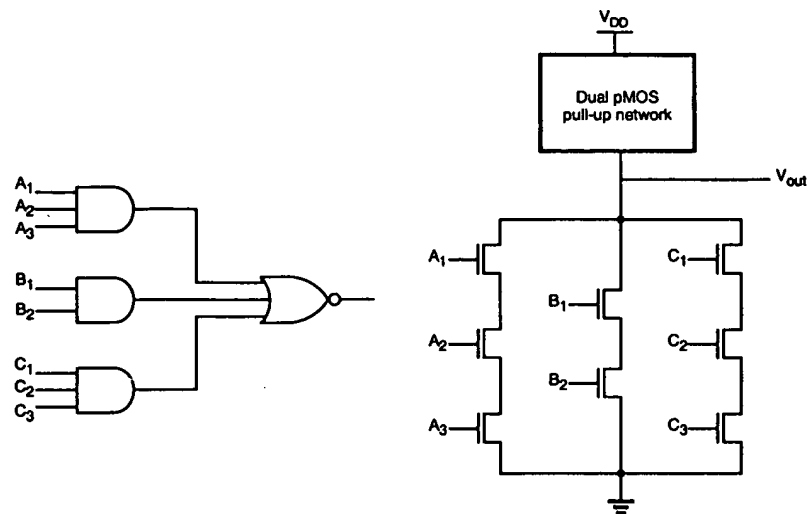 A1
A2
A3
B1
B2
C1
C2
C3
VDD
Dual pMOS
pull-up network
Vout
A1
A2
A3
B1
B2
C1
C2
C3